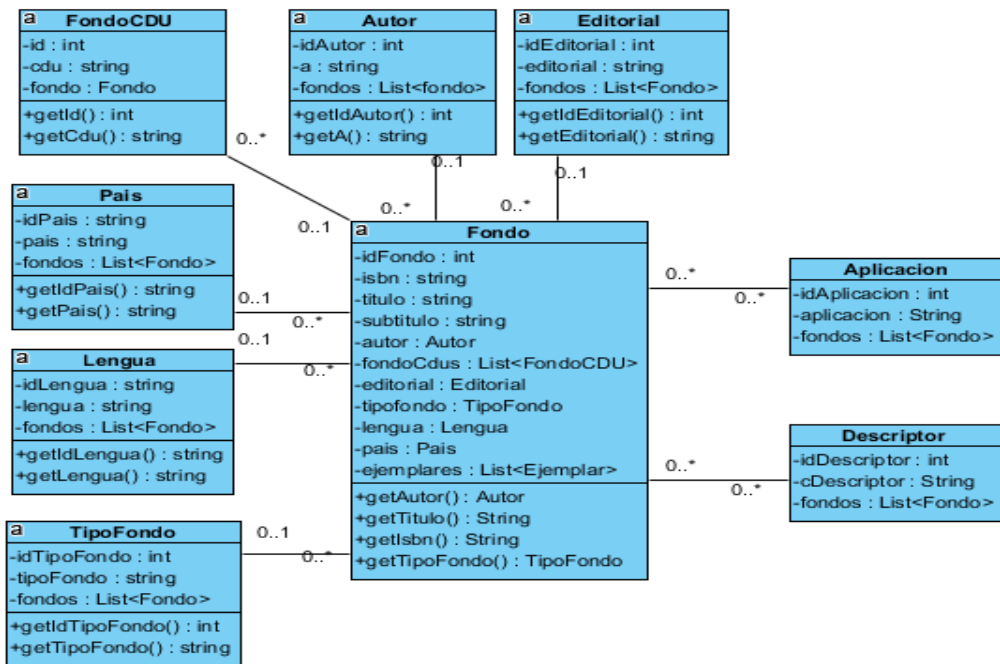 a FondoCDU
-id : int
-cdu : string
-fondo : Fondo
+getId() : int
+getCdu() : string
a Autor
-idAutor : int
-a : string
-fondos : List<fondo>
+getIdAutor() : int
+getA() : string
a Editorial
-idEditorial : int
-editorial : string
-fondos : List<Fondo>
+getIdEditorial() : int
+getEditorial() : string
0..*
0..1
0..1
0..*
0..1
0..*
a Pais
-idPais : string
-pais : string
-fondos : List<Fondo>
+getIdPais() : string
+getPais() : string
0..1
0..*
a Lengua
-idLengua : string
-lengua : string
-fondos : List<Fondo>
+getIdLengua() : string
+getLengua() : string
0..1
0..*
a TipoFondo
-idTipoFondo : int
-tipoFondo : string
-fondos : List<Fondo>
+getIdTipoFondo() : int
+getTipoFondo() : string
0..1
0..*
a Fondo
-idFondo : int
-isbn : string
-titulo : string
-subtitulo : string
-autor : Autor
-fondoCdus : List<FondoCDU>
-editorial : Editorial
-tipofondo : TipoFondo
-lengua : Lengua
-pais : Pais
-ejemplares : List<Ejemplar>
+getAutor() : Autor
+getTitulo() : String
+getIsbn() : String
+getTipoFondo() : TipoFondo
0..*
0..*
Aplicacion
-idAplicacion : int
-aplicacion : String
-fondos : List<Fondo>
0..*
0..*
Descriptor
-idDescriptor : int
-cDescriptor : String
-fondos : List<Fondo>